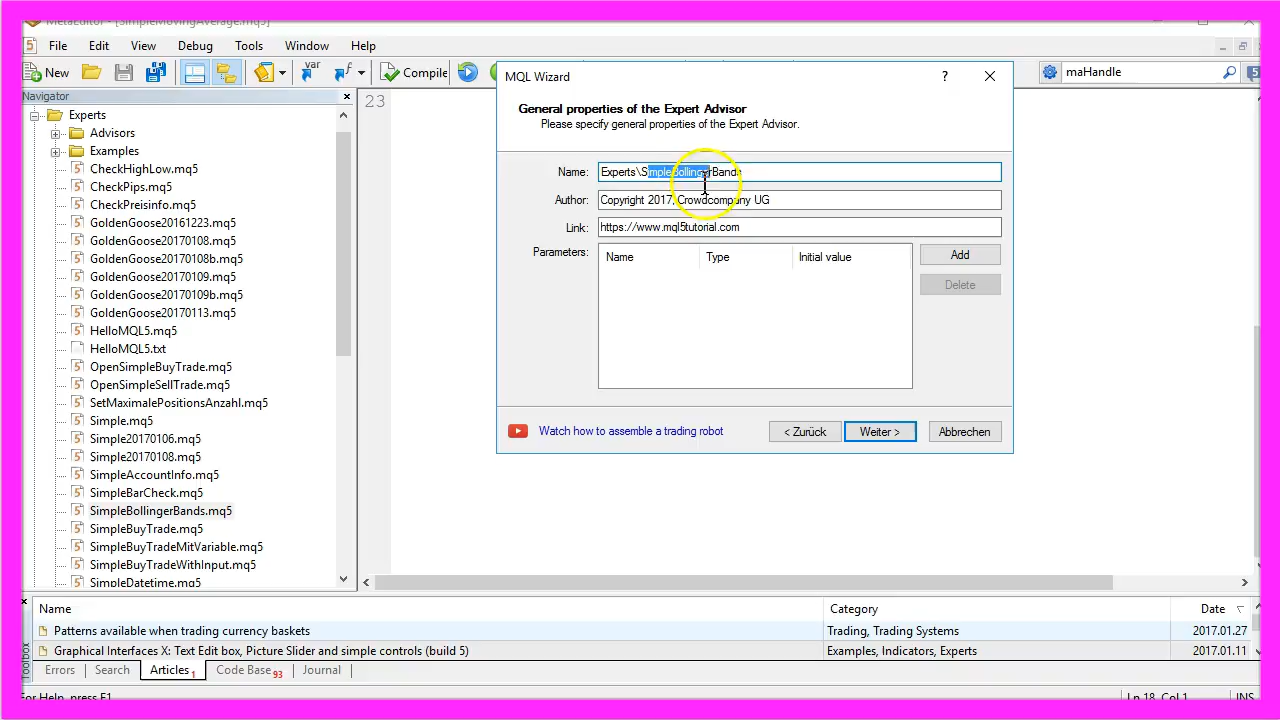 MetaEditor - [SimpleMovingAverage.mq5]
File Edit View Debug Tools Window Help
New Compile maHandle
Navigator
Experts
Advisors
Examples
CheckHighLow.mq5
CheckPips.mq5
CheckPreisinfo.mq5
GoldenGoose20161223.mq5
GoldenGoose20170108.mq5
GoldenGoose20170108b.mq5
GoldenGoose20170109.mq5
GoldenGoose20170109b.mq5
GoldenGoose20170113.mq5
HelloMQL5.mq5
HelloMQL5.txt
OpenSimpleBuyTrade.mq5
OpenSimpleSellTrade.mq5
SetMaximalePositionsAnzahl.mq5
Simple.mq5
Simple20170106.mq5
Simple20170108.mq5
SimpleAccountInfo.mq5
SimpleBarCheck.mq5
SimpleBollingerBands.mq5
SimpleBuyTrade.mq5
SimpleBuyTradeMitVariable.mq5
SimpleBuyTradeWithInput.mq5
SimpleDatetime.mq5
23
MQL Wizard ?
General properties of the Expert Advisor
Please specify general properties of the Expert Advisor.
Name: Experts\SimpleBollingerBands
Author: Copyright 2017, Crowdcompany UG
Link: https://www.mql5tutorial.com
Parameters: Name Type Initial value Add
Delete
Watch how to assemble a trading robot < Zurück Weiter > Abbrechen
Name Category Date
Patterns available when trading currency baskets Trading, Trading Systems 2017.01.27
Graphical Interfaces X: Text Edit box, Picture Slider and simple controls (build 5) Examples, Indicators, Experts 2017.01.11
Toolbox
Errors Search Articles 1 Code Base 93 Journal
For Help, press F1 Ln 18, Col 1 INS